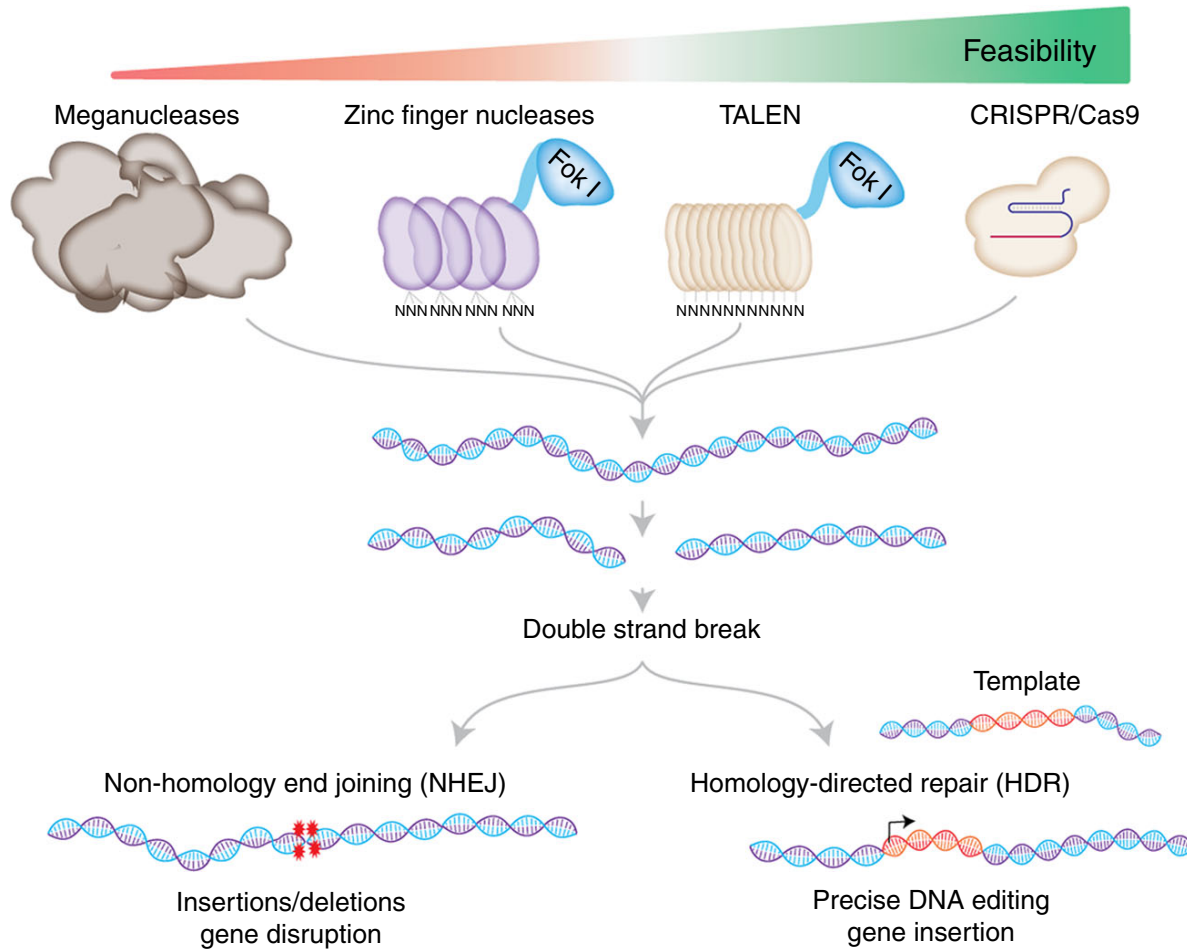 Feasibility
Meganucleases
Zinc finger nucleases
TALEN
CRISPR/Cas9
Fok I
Fok I
NNN NNN NNN NNN
NNNNNNNNNNN
Double strand break
Template
Non-homology end joining (NHEJ)
Homology-directed repair (HDR)
Insertions/deletions
gene disruption
Precise DNA editing
gene insertion